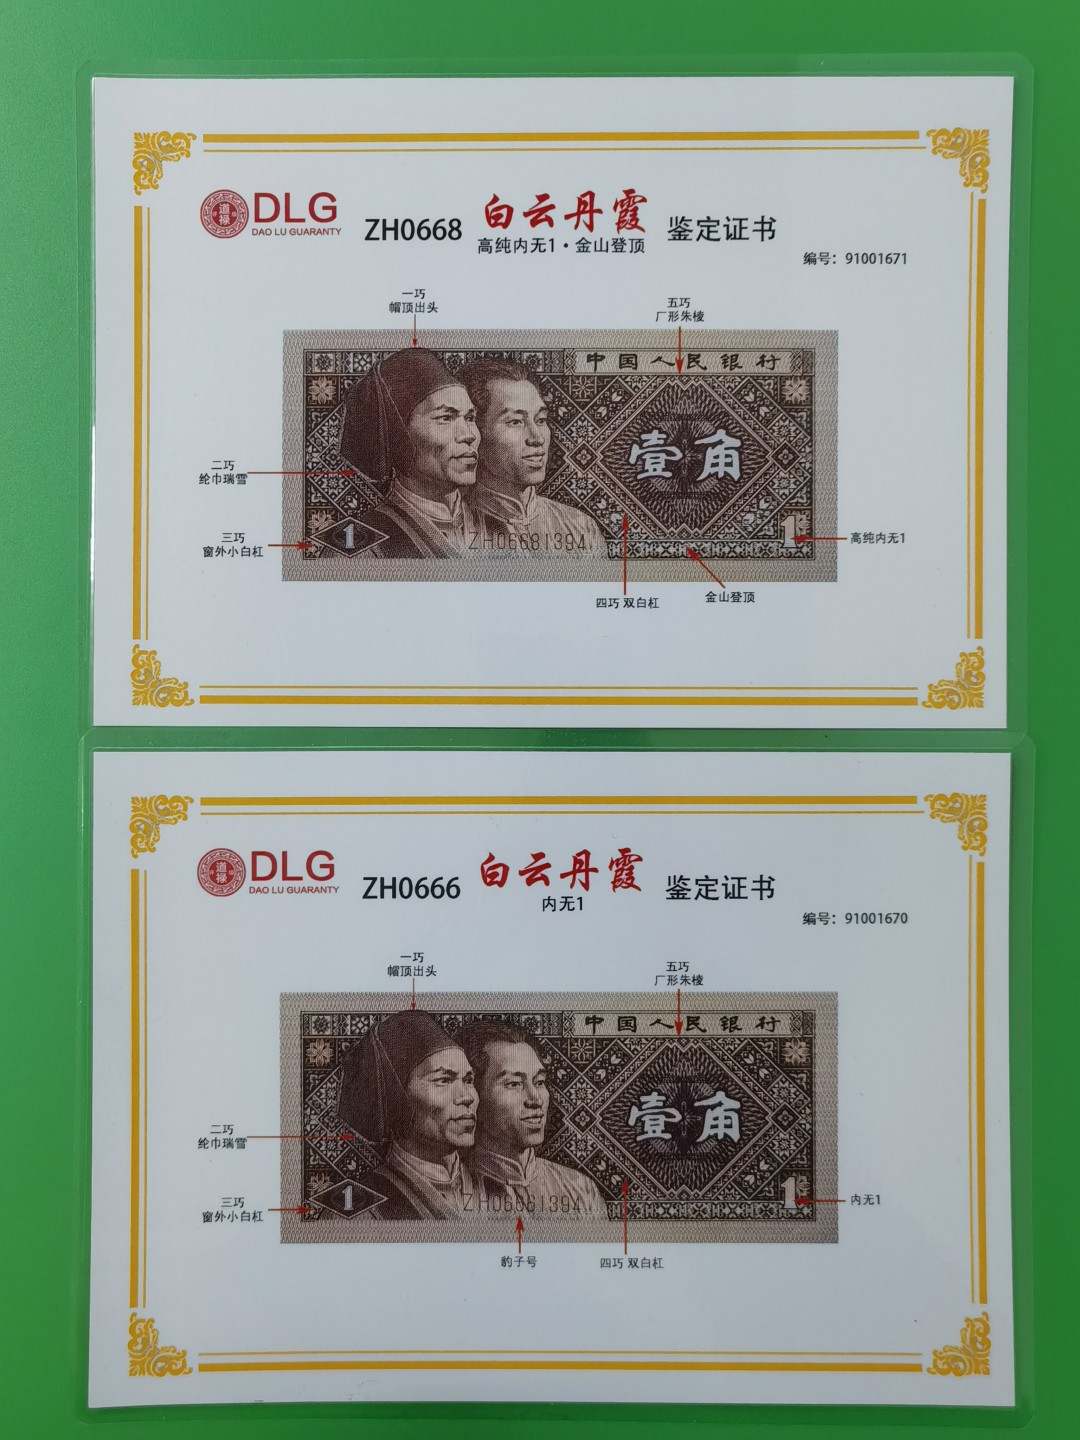 道禄
DLG
DAO LU GUARANTY
ZH0668
白云丹霞
高纯内无1·金山登顶
鉴定证书
编号：91001671
一巧
帽顶出头
五巧
厂形朱棱
中国人民银行
壹角
二巧
纶巾瑞雪
三巧
窗外小白杠
1
ZH06681394
1
高纯内无1
四巧 双白杠
金山登顶
道禄
DLG
DAO LU GUARANTY
ZH0666
白云丹霞
内无1
鉴定证书
编号：91001670
一巧
帽顶出头
五巧
厂形朱棱
中国人民银行
壹角
二巧
纶巾瑞雪
三巧
窗外小白杠
1
ZH06661394
1
内无1
豹子号
四巧 双白杠